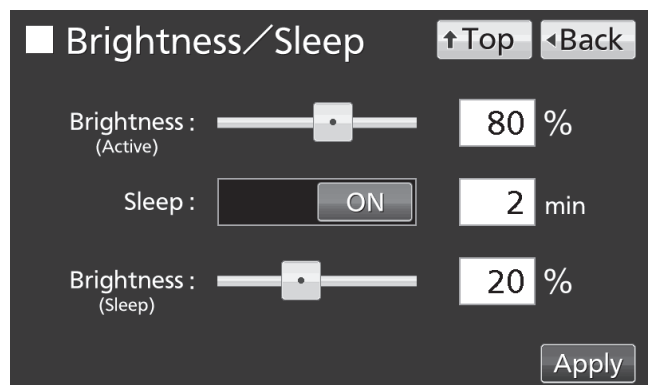 Brightness／Sleep
↑Top
◂Back
Brightness : 80 %
(Active)
Sleep : ON 2 min
Brightness : 20 %
(Sleep)
Apply